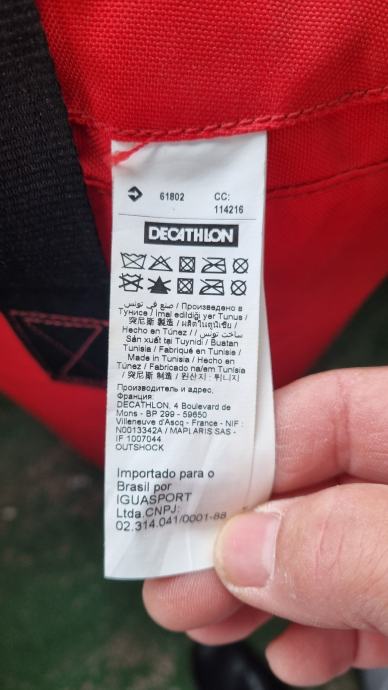 61802 CC:
114216
DECATHLON
صنع في تونس / Произведено в
Тунисе / İmal edildiği yer Tunus /
突尼斯 製造 / ผลิตในตูนิเซีย /
Hecho en Túnez / ساخت تونس /
Sản xuất tại Tuynidi / Buatan
Tunisia / Fabriqué en Tunisie /
Made in Tunisia / Hecho en
Túnez / Fabricado na/em Tunísia
/ 突尼斯 制造 / 원산지 : 튀니지
Производитель и адрес,
Франция:
DECATHLON, 4 Boulevard de
Mons - BP 299 - 59650
Villeneuve d'Ascq - France - NIF :
N0013342A / MAPLARIS SAS -
IF 1007044
OUTSHOCK
Importado para o
Brasil por
IGUASPORT
Ltda.CNPJ:
02.314.041/0001-88